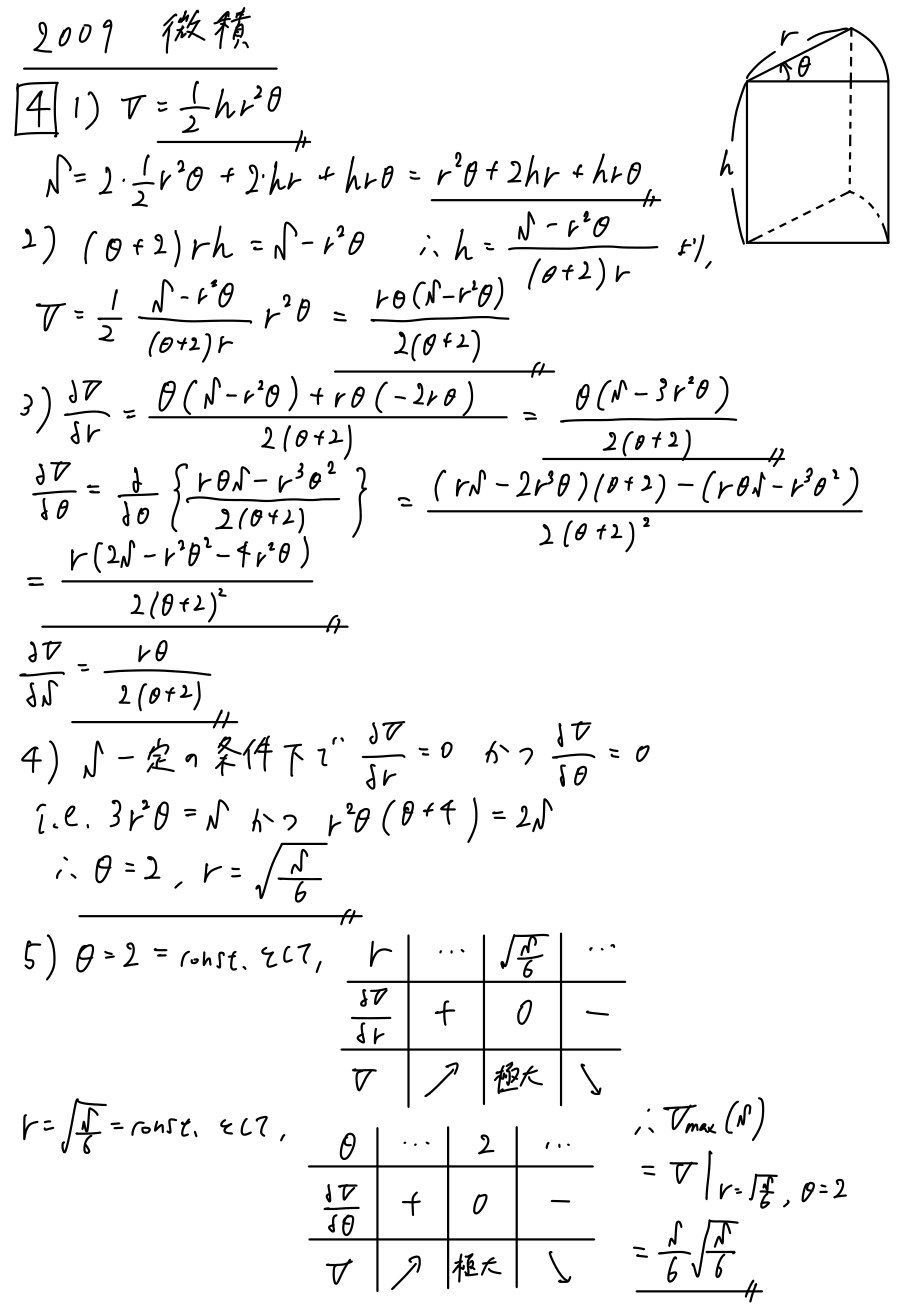 2009 微積
4 1) V = 1/2 hr²θ
S = 2・1/2 r²θ + 2・hr + hrθ = r²θ + 2hr + hrθ
2) (θ+2)rh = S - r²θ ∴ h = (S - r²θ)/((θ+2)r) より,
V = 1/2 (S - r²θ)/((θ+2)r) r²θ = rθ(S - r²θ)/(2(θ+2))
3) ∂V/∂r = (θ(S - r²θ) + rθ(-2rθ))/(2(θ+2)) = θ(S - 3r²θ)/(2(θ+2))
∂V/∂θ = ∂/∂θ {(rθS - r³θ²)/(2(θ+2))} = ((rS - 2r³θ)(θ+2) - (rθS - r³θ²))/(2(θ+2)²)
= r(2S - r²θ² - 4r²θ)/(2(θ+2)²)
∂V/∂S = rθ/(2(θ+2))
4) S一定の条件下で ∂V/∂r = 0 かつ ∂V/∂θ = 0
i.e. 3r²θ = S かつ r²θ(θ+4) = 2S
∴ θ = 2, r = √(S/6)
5) θ = 2 = const. として,
r … √(S/6) …
∂V/∂r + 0 −
V ↗ 極大 ↘
r = √(S/6) = const. として,
θ … 2 …
∂V/∂θ + 0 −
V ↗ 極大 ↘
∴ Vmax(S)
= V|r=√(S/6), θ=2
= S/6 √(S/6)
r
θ
h